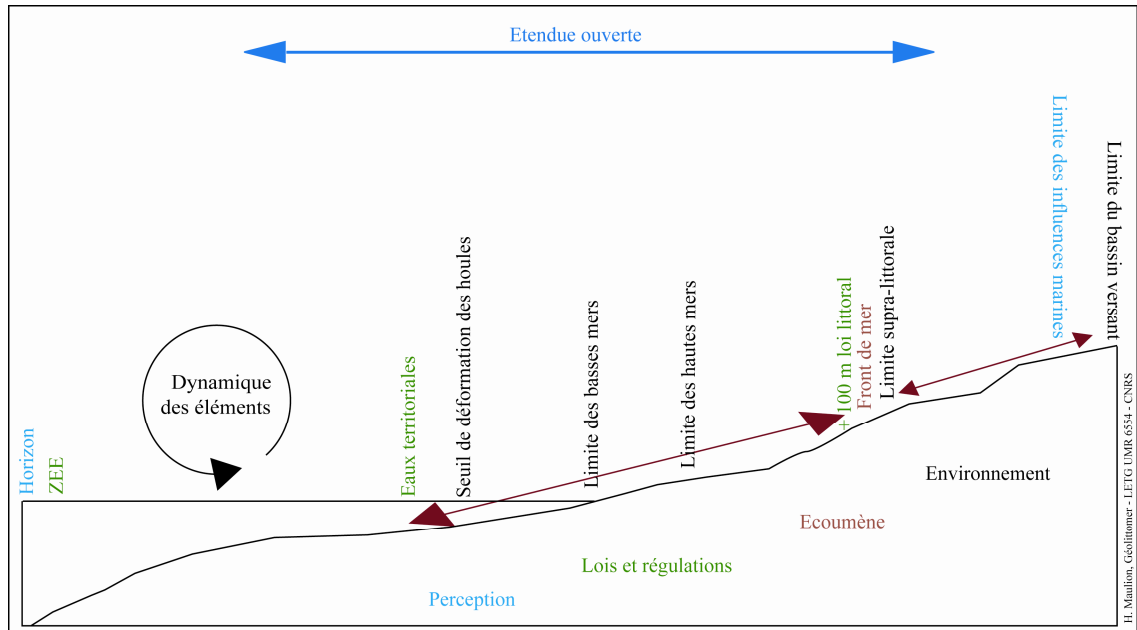 Etendue ouverte
Dynamique
des éléments
Horizon
ZEE
Eaux territoriales
Seuil de déformation des houles
Limite des basses mers
Limite des hautes mers
+100 m loi littoral
Front de mer
Limite supra-littorale
Limite des influences marines
Limite du bassin versant
Environnement
Ecoumène
Lois et régulations
Perception
H. Maulion, Géolittomer - LETG UMR 6554 - CNRS